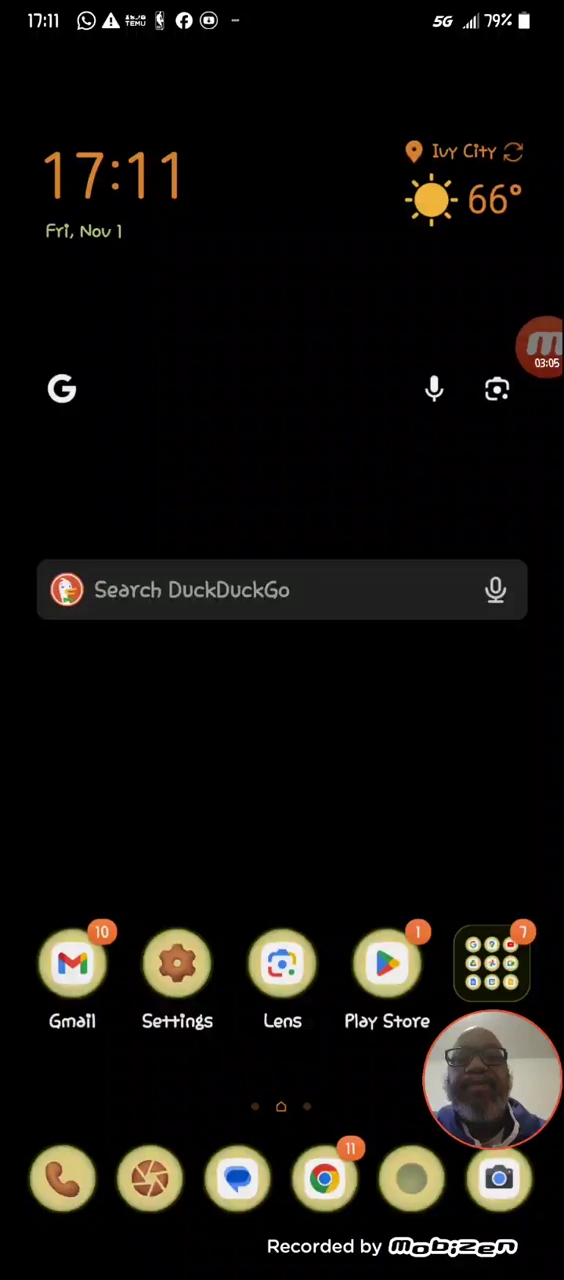 17:11
TEMU
5G
79%
17:11
Fri, Nov 1
Ivy City
66°
03:05
Search DuckDuckGo
10
1
7
Gmail
Settings
Lens
Play Store
11
Recorded by Mobizen